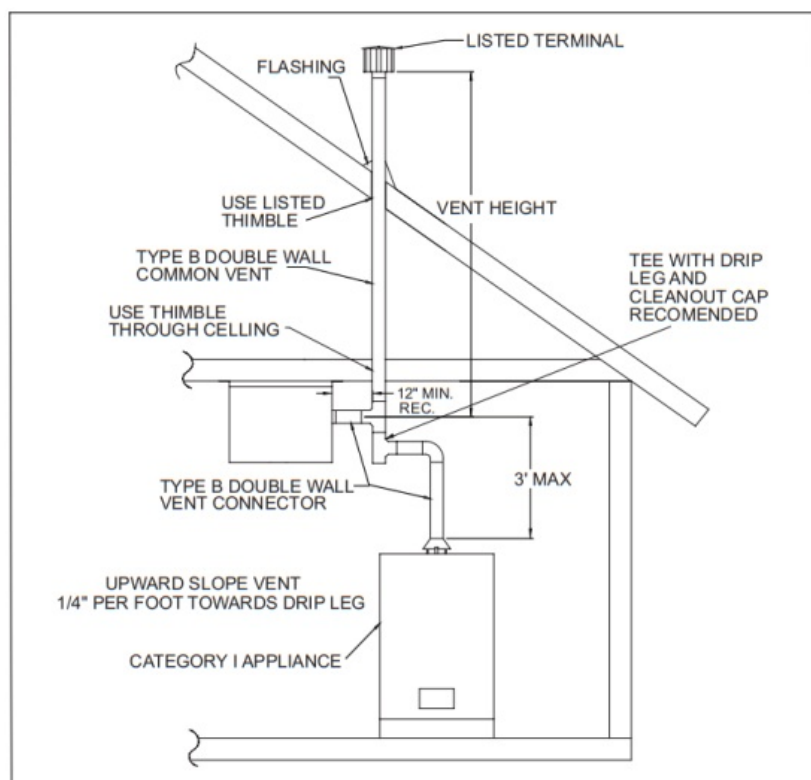 LISTED TERMINAL
FLASHING
USE LISTED
THIMBLE
VENT HEIGHT
TYPE B DOUBLE WALL
COMMON VENT
TEE WITH DRIP
LEG AND
CLEANOUT CAP
RECOMENDED
USE THIMBLE
THROUGH CELLING
12" MIN.
REC.
3' MAX
TYPE B DOUBLE WALL
VENT CONNECTOR
UPWARD SLOPE VENT
1/4" PER FOOT TOWARDS DRIP LEG
CATEGORY I APPLIANCE